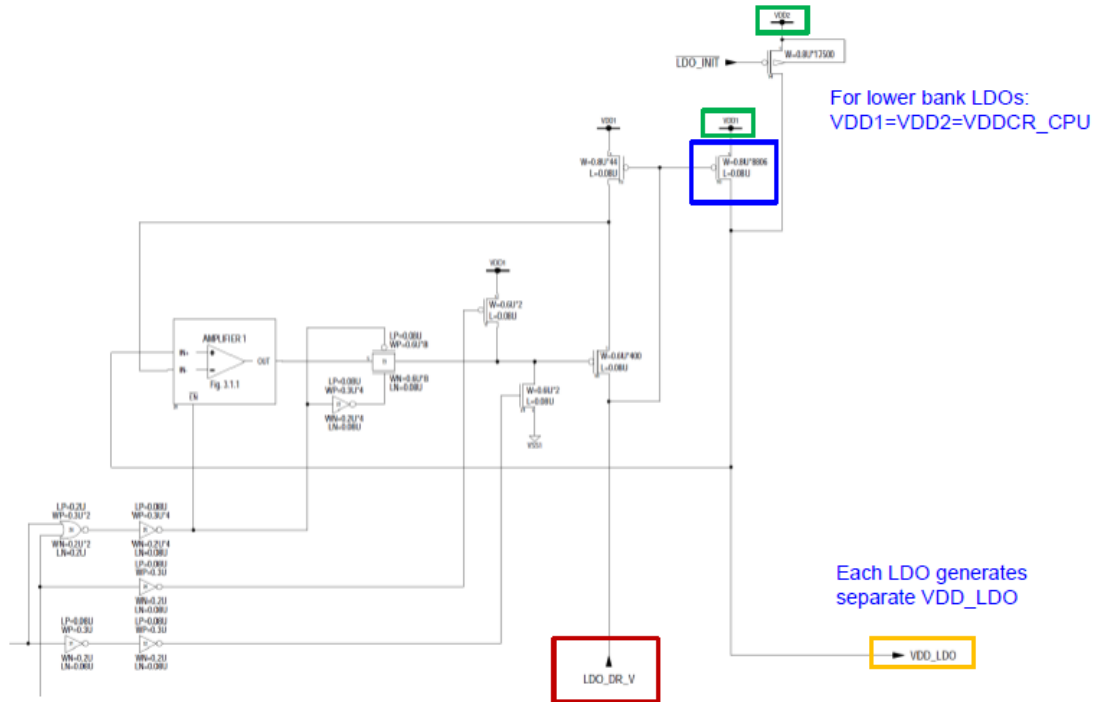 VDD2
W=0.8U*17500
LDO_INIT
For lower bank LDOs:
VDD1=VDD2=VDDCR_CPU
VDD1
VDD1
W=0.8U*44
L=0.08U
W=0.8U*8806
L=0.08U
W=0.6U*2
L=0.08U
AMPLIFIER 1
IN+
IN-
OUT
Fig. 3.1.1
EN
LP=0.08U
WP=0.6U*8
WN=0.6U*8
LN=0.08U
LP=0.08U
WP=0.3U*4
WN=0.2U*4
LN=0.08U
W=0.6U*400
L=0.08U
W=0.6U*2
L=0.08U
VSS1
LP=0.2U
WP=0.3U*2
WN=0.2U*2
LN=0.2U
LP=0.08U
WP=0.3U*4
WN=0.2U*4
LN=0.08U
LP=0.08U
WP=0.3U
WN=0.2U
LN=0.08U
LP=0.08U
WP=0.3U
WN=0.2U
LN=0.08U
LP=0.08U
WP=0.3U
WN=0.2U
LN=0.08U
Each LDO generates
separate VDD_LDO
LDO_DR_V
VDD_LDO